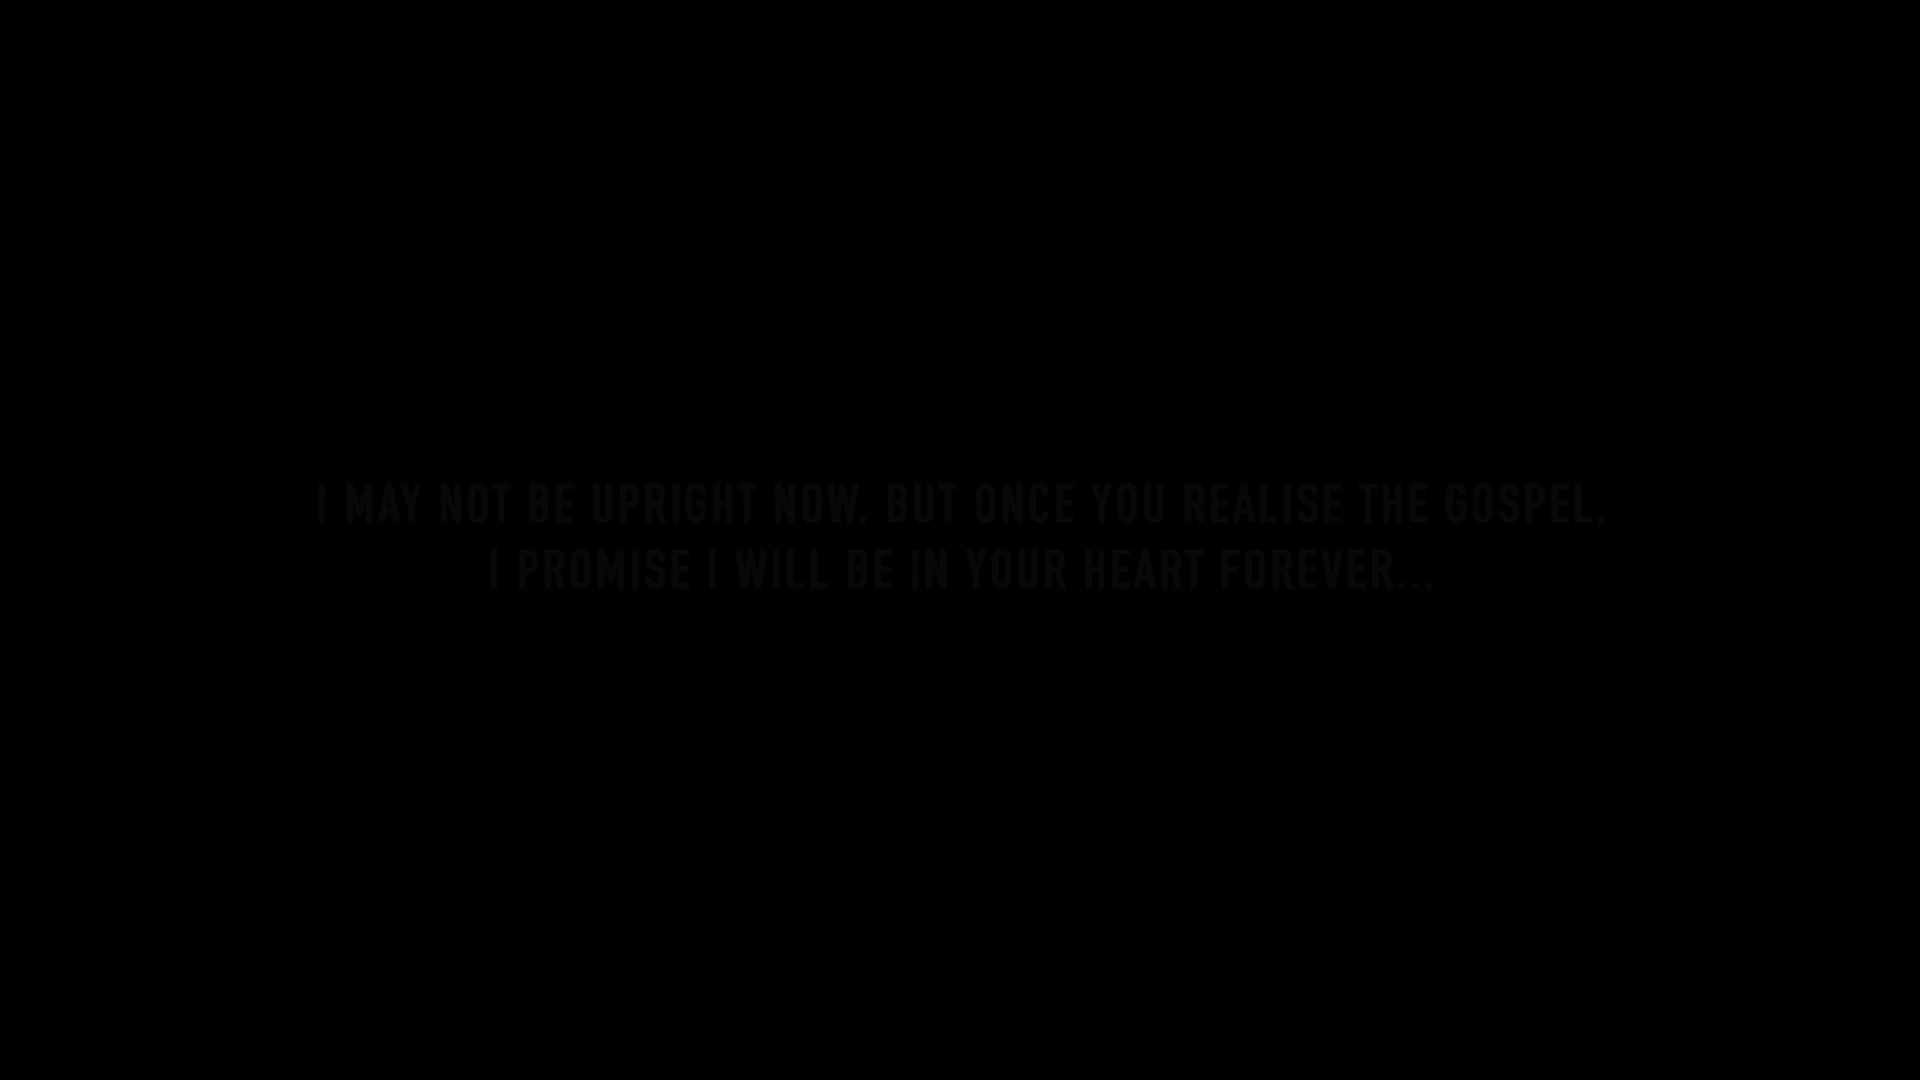 I MAY NOT BE UPRIGHT NOW. BUT ONCE YOU REALISE THE GOSPEL,
I PROMISE I WILL BE IN YOUR HEART FOREVER...